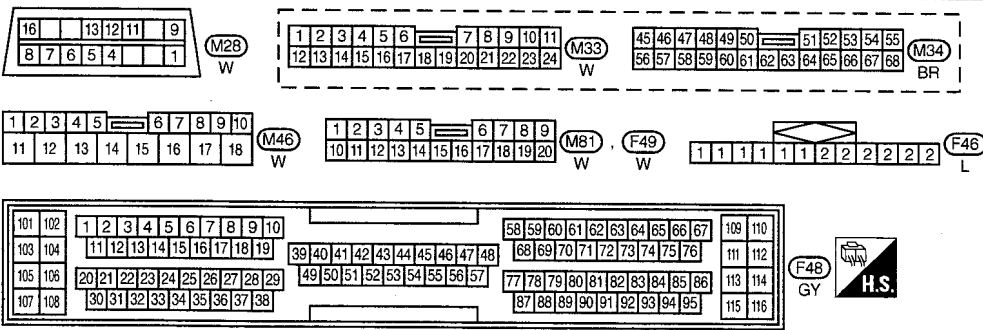 16 13 12 11 9
8 7 6 5 4 1
M28
W
1 2 3 4 5 6 7 8 9 10 11
12 13 14 15 16 17 18 19 20 21 22 23 24
M33
W
45 46 47 48 49 50 51 52 53 54 55
56 57 58 59 60 61 62 63 64 65 66 67 68
M34
BR
1 2 3 4 5 6 7 8 9 10
11 12 13 14 15 16 17 18
M46
W
1 2 3 4 5 6 7 8 9
10 11 12 13 14 15 16 17 18 19 20
M81 , F49
W W
1 1 1 1 1 1 2 2 2 2 2 2
F46
L
101 102
103 104
105 106
107 108
1 2 3 4 5 6 7 8 9 10
11 12 13 14 15 16 17 18 19
20 21 22 23 24 25 26 27 28 29
30 31 32 33 34 35 36 37 38
39 40 41 42 43 44 45 46 47 48
49 50 51 52 53 54 55 56 57
58 59 60 61 62 63 64 65 66 67
68 69 70 71 72 73 74 75 76
77 78 79 80 81 82 83 84 85 86
87 88 89 90 91 92 93 94 95
109 110
111 112
113 114
115 116
F48
GY
H.S.